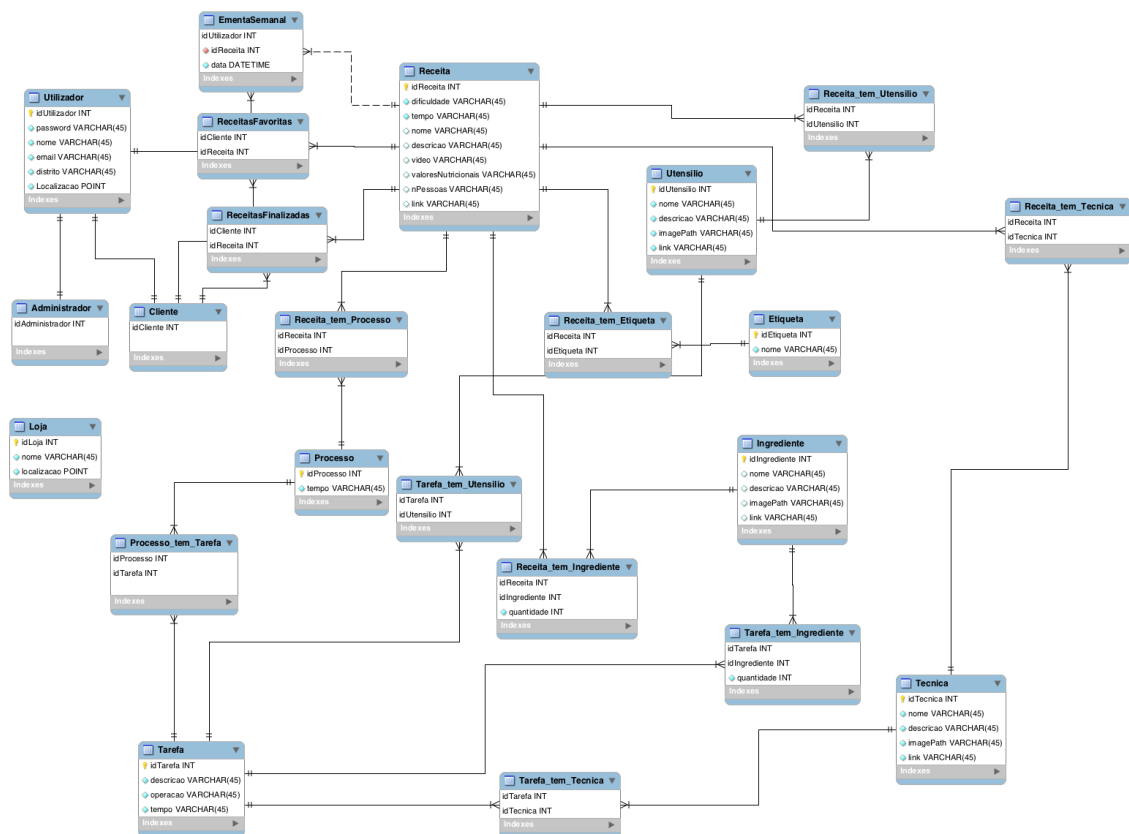 EmentaSemanal
idUtilizador INT
idReceita INT
data DATETIME
Indexes
Utilizador
idUtilizador INT
password VARCHAR(45)
nome VARCHAR(45)
email VARCHAR(45)
distrito VARCHAR(45)
Localizacao POINT
Indexes
ReceitasFavoritas
idCliente INT
idReceita INT
Indexes
Receita
idReceita INT
dificuldade VARCHAR(45)
tempo VARCHAR(45)
nome VARCHAR(45)
descricao VARCHAR(45)
video VARCHAR(45)
valoresNutricionais VARCHAR(45)
nPessoas VARCHAR(45)
link VARCHAR(45)
Indexes
Receita_tem_Utensilio
idReceita INT
idUtensilio INT
Indexes
Utensilio
idUtensilio INT
nome VARCHAR(45)
descricao VARCHAR(45)
imagePath VARCHAR(45)
link VARCHAR(45)
Indexes
Receita_tem_Tecnica
idReceita INT
idTecnica INT
Indexes
ReceitasFinalizadas
idCliente INT
idReceita INT
Indexes
Administrador
idAdministrador INT
Indexes
Cliente
idCliente INT
Indexes
Receita_tem_Processo
idReceita INT
idProcesso INT
Indexes
Receita_tem_Etiqueta
idReceita INT
idEtiqueta INT
Indexes
Etiqueta
idEtiqueta INT
nome VARCHAR(45)
Indexes
Loja
idLoja INT
nome VARCHAR(45)
localizacao POINT
Indexes
Processo
idProcesso INT
tempo VARCHAR(45)
Indexes
Tarefa_tem_Utensilio
idTarefa INT
idUtensilio INT
Indexes
Ingrediente
idIngrediente INT
nome VARCHAR(45)
descricao VARCHAR(45)
imagePath VARCHAR(45)
link VARCHAR(45)
Indexes
Processo_tem_Tarefa
idProcesso INT
idTarefa INT
Indexes
Receita_tem_Ingrediente
idReceita INT
idIngrediente INT
quantidade INT
Indexes
Tarefa_tem_Ingrediente
idTarefa INT
idIngrediente INT
quantidade INT
Indexes
Tecnica
idTecnica INT
nome VARCHAR(45)
descricao VARCHAR(45)
imagePath VARCHAR(45)
link VARCHAR(45)
Indexes
Tarefa
idTarefa INT
descricao VARCHAR(45)
operacao VARCHAR(45)
tempo VARCHAR(45)
Indexes
Tarefa_tem_Tecnica
idTarefa INT
idTecnica INT
Indexes